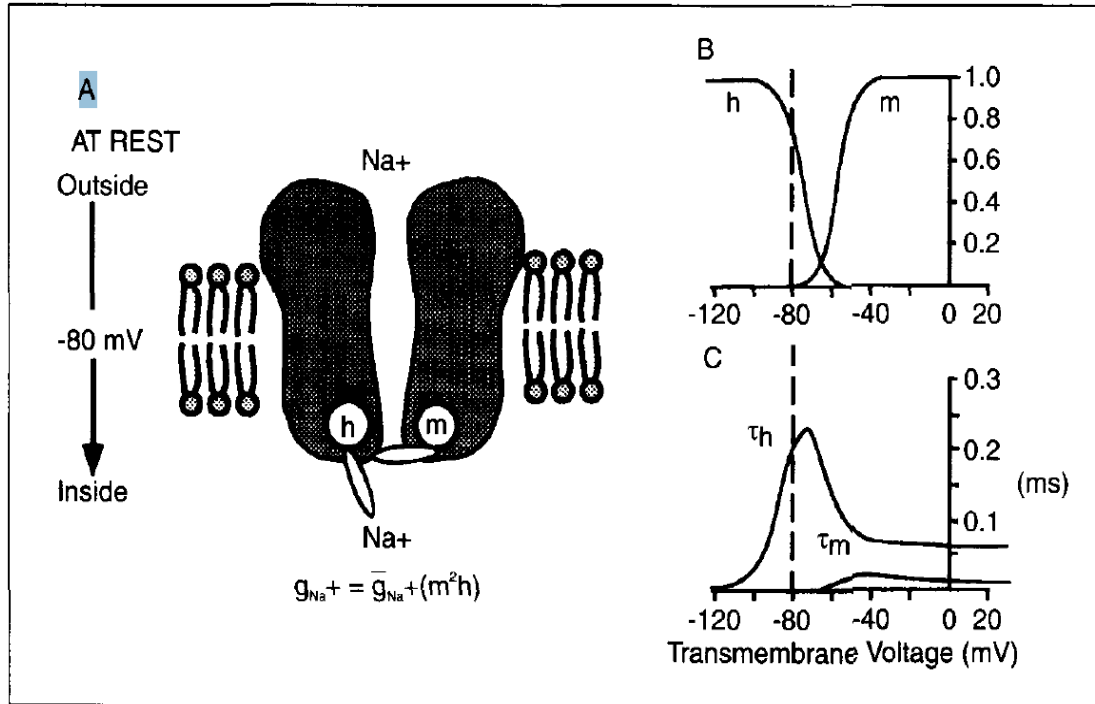 A
AT REST
Outside
-80 mV
Inside
Na+
h
m
Na+
g̅Na+ = g̅Na+(m²h)
B
h
m
1.0
0.8
0.6
0.4
0.2
-120 -80 -40 0 20
C
0.3
τh
0.2
(ms)
τm
0.1
-120 -80 -40 0 20
Transmembrane Voltage (mV)